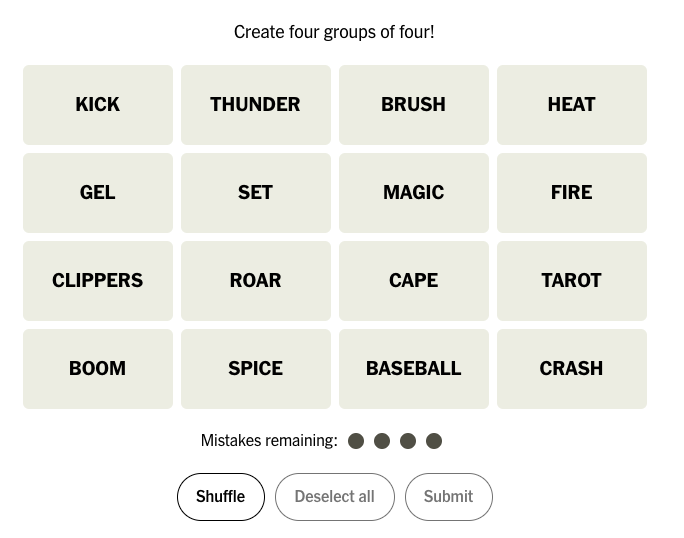 Create four groups of four!
KICK THUNDER BRUSH HEAT
GEL SET MAGIC FIRE
CLIPPERS ROAR CAPE TAROT
BOOM SPICE BASEBALL CRASH
Mistakes remaining:
Shuffle Deselect all Submit